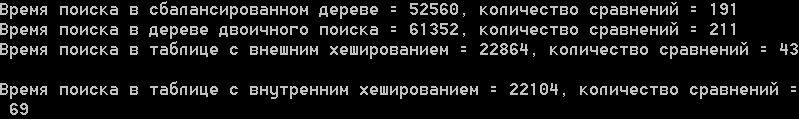 Время поиска в сбалансированном дереве = 52560, количество сравнений = 191
Время поиска в дереве двоичного поиска = 61352, количество сравнений = 211
Время поиска в таблице с внешним хешированием = 22864, количество сравнений = 43
Время поиска в таблице с внутренним хешированием = 22104, количество сравнений =
69